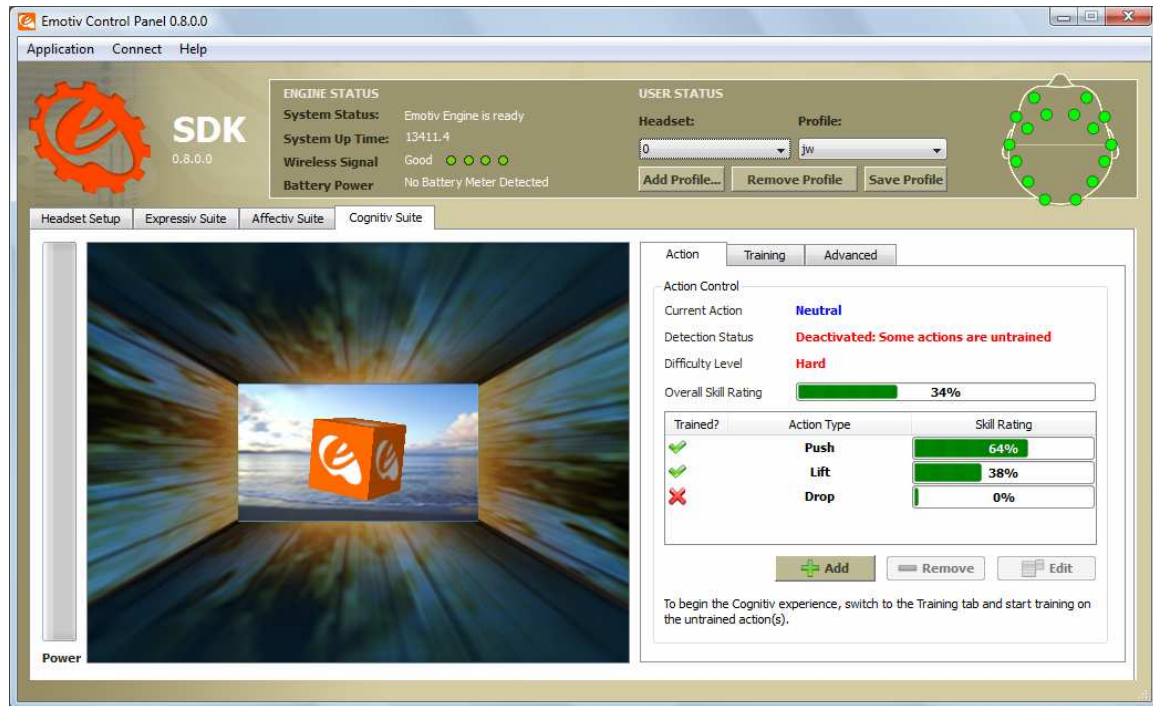 Emotiv Control Panel 0.8.0.0
Application Connect Help
SDK
0.8.0.0
ENGINE STATUS
System Status: Emotiv Engine is ready
System Up Time: 13411.4
Wireless Signal Good
Battery Power No Battery Meter Detected
USER STATUS
Headset: Profile:
0 jw
Add Profile... Remove Profile Save Profile
Headset Setup Expressiv Suite Affectiv Suite Cognitiv Suite
Power
Action Training Advanced
Action Control
Current Action Neutral
Detection Status Deactivated: Some actions are untrained
Difficulty Level Hard
Overall Skill Rating 34%
Trained? Action Type Skill Rating
Push 64%
Lift 38%
Drop 0%
Add Remove Edit
To begin the Cognitiv experience, switch to the Training tab and start training on
the untrained action(s).